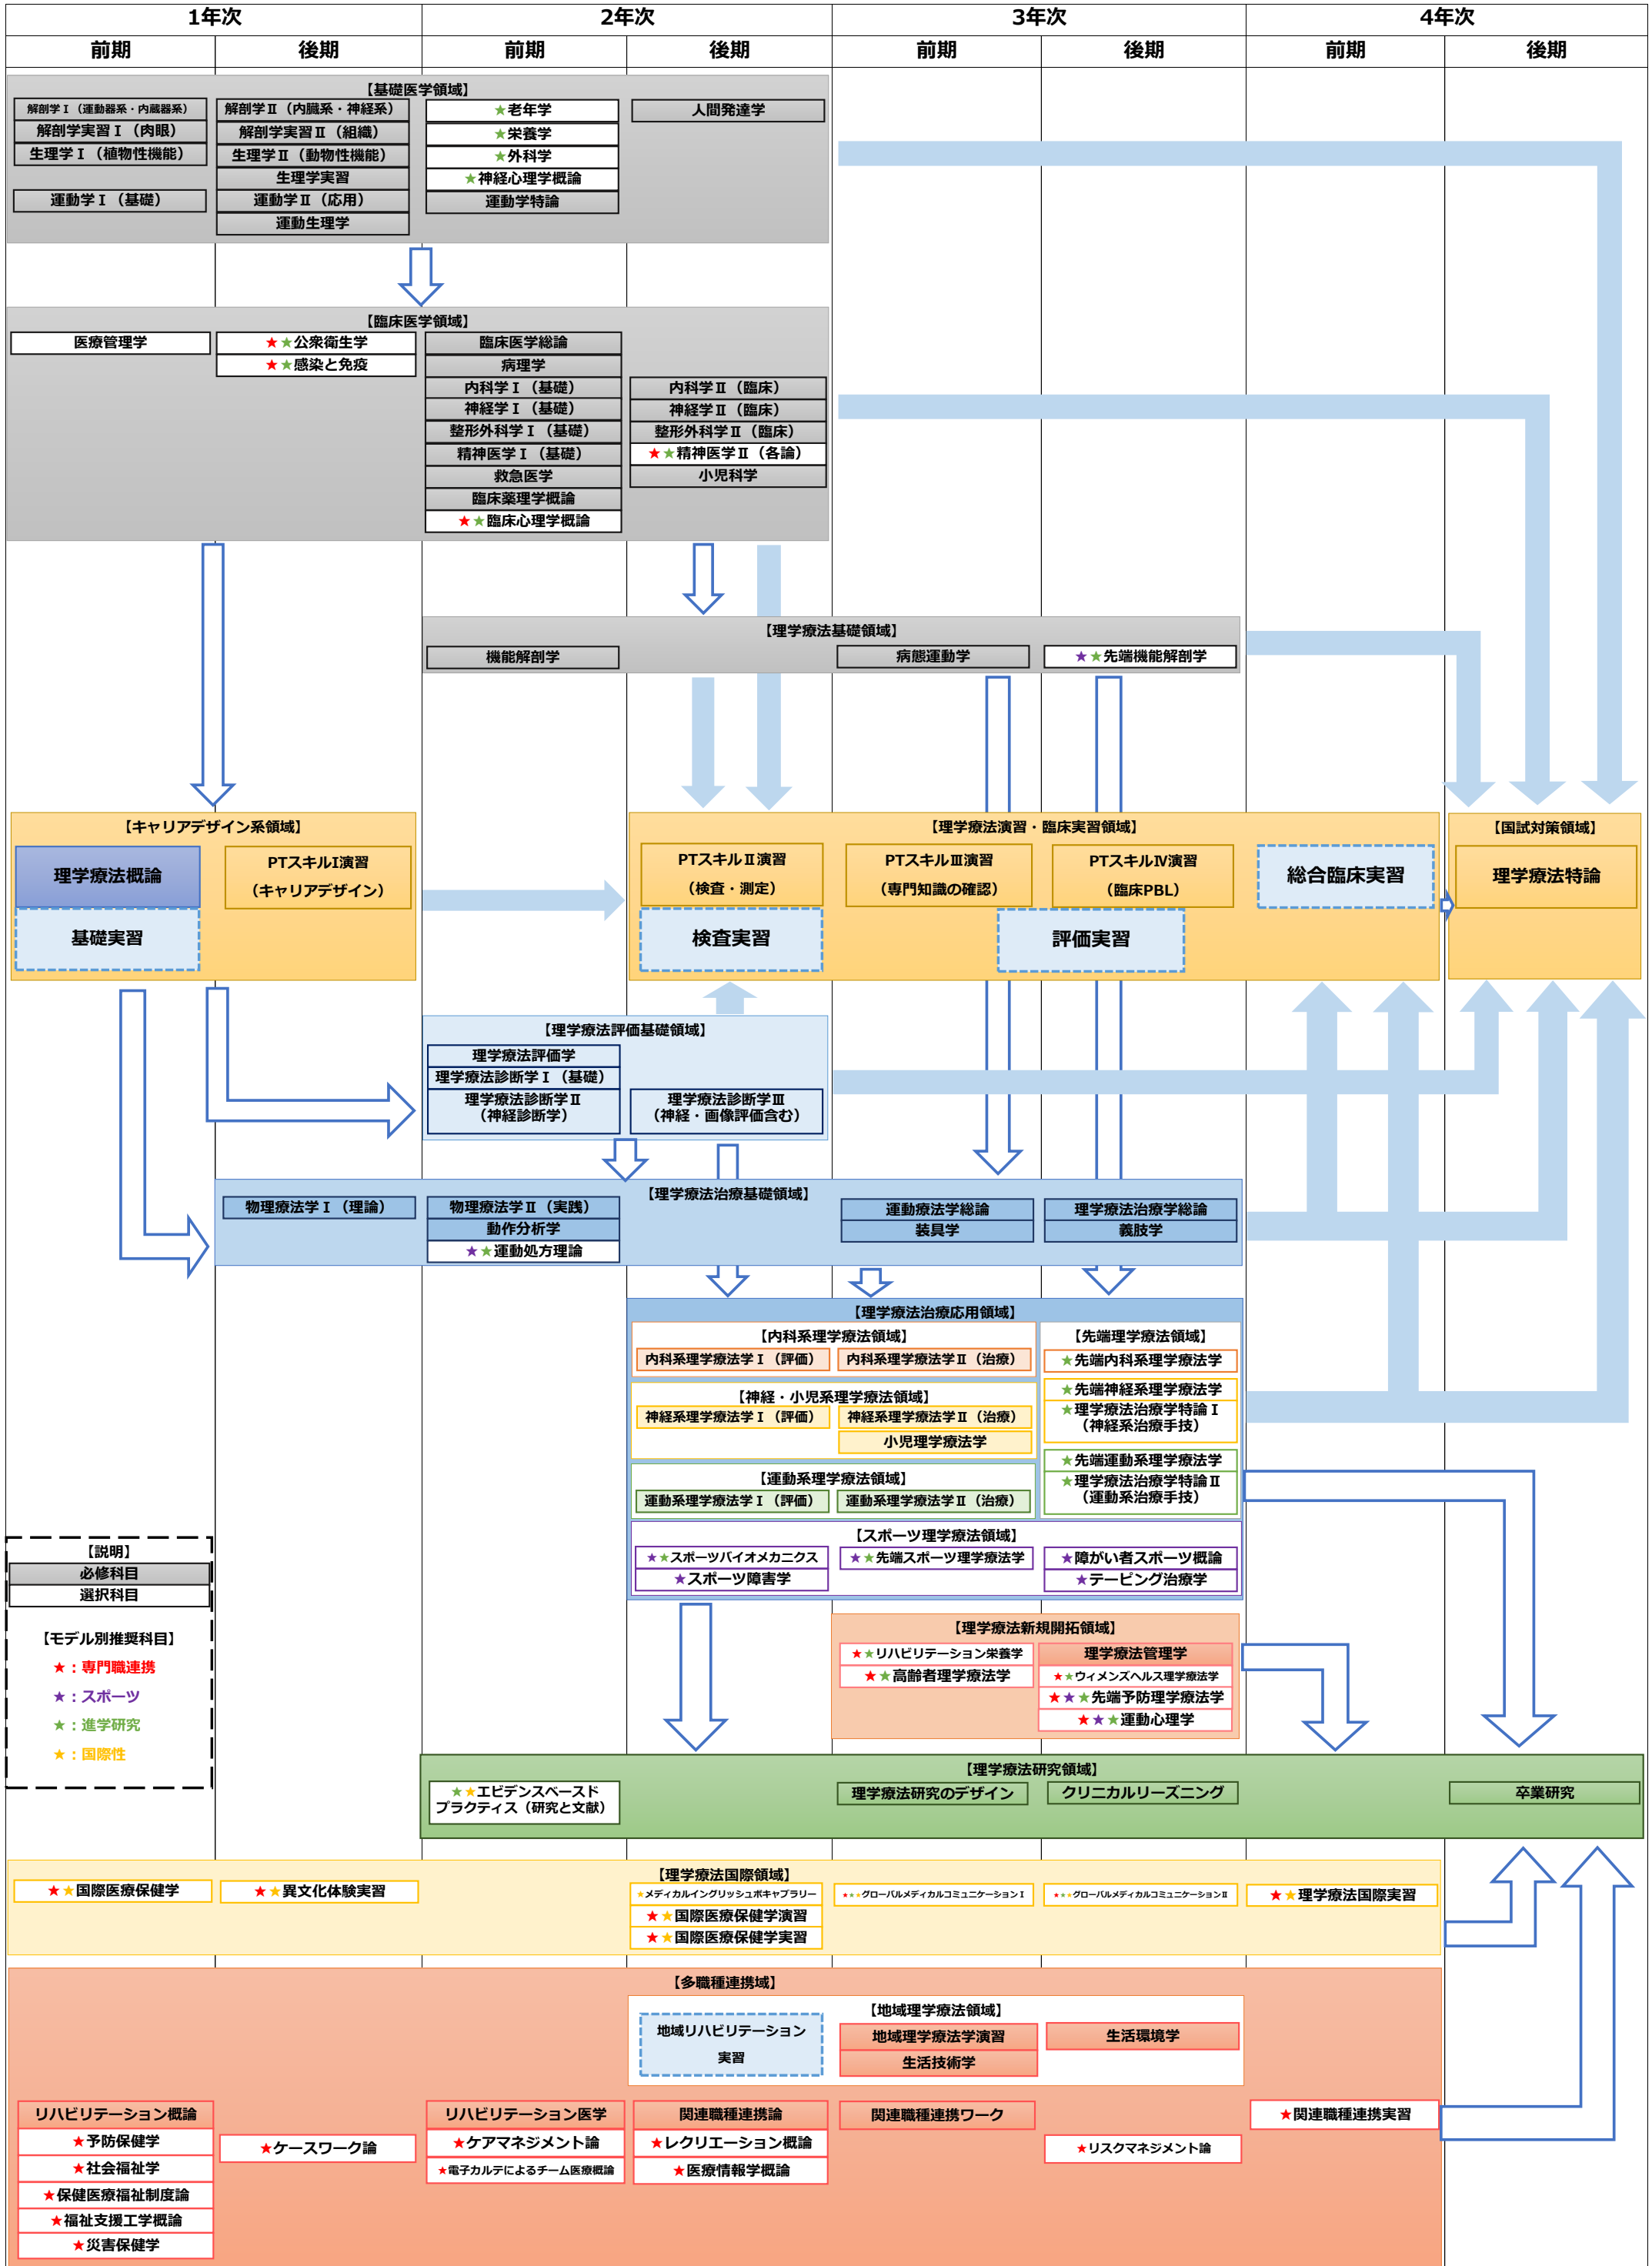 1年次
2年次
3年次
4年次
前期
後期
前期
後期
前期
後期
前期
後期
【基礎医学領域】
解剖学Ⅰ（運動器系・内蔵器系）
解剖学実習Ⅰ（肉眼）
生理学Ⅰ（植物性機能）
運動学Ⅰ（基礎）
解剖学Ⅱ（内臓系・神経系）
解剖学実習Ⅱ（組織）
生理学Ⅱ（動物性機能）
生理学実習
運動学Ⅱ（応用）
運動生理学
★老年学
★栄養学
★外科学
★神経心理学概論
運動学特論
人間発達学
【臨床医学領域】
医療管理学
★★公衆衛生学
★★感染と免疫
臨床医学総論
病理学
内科学Ⅰ（基礎）
神経学Ⅰ（基礎）
整形外科学Ⅰ（基礎）
精神医学Ⅰ（基礎）
救急医学
臨床薬理学概論
★★臨床心理学概論
内科学Ⅱ（臨床）
神経学Ⅱ（臨床）
整形外科学Ⅱ（臨床）
★★精神医学Ⅱ（各論）
小児科学
【理学療法基礎領域】
機能解剖学
病態運動学
★★先端機能解剖学
【キャリアデザイン系領域】
理学療法概論
基礎実習
PTスキルⅠ演習
（キャリアデザイン）
【理学療法演習・臨床実習領域】
PTスキルⅡ演習
（検査・測定）
検査実習
PTスキルⅢ演習
（専門知識の確認）
PTスキルⅣ演習
（臨床PBL）
評価実習
総合臨床実習
【国試対策領域】
理学療法特論
【理学療法評価基礎領域】
理学療法評価学
理学療法診断学Ⅰ（基礎）
理学療法診断学Ⅱ
（神経診断学）
理学療法診断学Ⅲ
（神経・画像評価含む）
【理学療法治療基礎領域】
物理療法学Ⅰ（理論）
物理療法学Ⅱ（実践）
動作分析学
★★運動処方理論
運動療法学総論
装具学
理学療法治療学総論
義肢学
【理学療法治療応用領域】
【内科系理学療法領域】
内科系理学療法学Ⅰ（評価）
内科系理学療法学Ⅱ（治療）
【神経・小児系理学療法領域】
神経系理学療法学Ⅰ（評価）
神経系理学療法学Ⅱ（治療）
小児理学療法学
【運動系理学療法領域】
運動系理学療法学Ⅰ（評価）
運動系理学療法学Ⅱ（治療）
【先端理学療法領域】
★先端内科系理学療法学
★先端神経系理学療法学
★理学療法治療学特論Ⅰ
（神経系治療手技）
★先端運動系理学療法学
★理学療法治療学特論Ⅱ
（運動系治療手技）
【スポーツ理学療法領域】
★★スポーツバイオメカニクス
★スポーツ障害学
★★先端スポーツ理学療法学
★障がい者スポーツ概論
★テーピング治療学
【説明】
必修科目
選択科目
【モデル別推奨科目】
★：専門職連携
★：スポーツ
★：進学研究
★：国際性
【理学療法新規開拓領域】
★★リハビリテーション栄養学
★★高齢者理学療法学
理学療法管理学
★★ウィメンズヘルス理学療法学
★★★先端予防理学療法学
★★★運動心理学
【理学療法研究領域】
★★エビデンスベースド
プラクティス（研究と文献）
理学療法研究のデザイン
クリニカルリーズニング
卒業研究
【理学療法国際領域】
★★国際医療保健学
★★異文化体験実習
★メディカルイングリッシュボキャブラリー
★★国際医療保健学演習
★★国際医療保健学実習
★★★グローバルメディカルコミュニケーションⅠ
★★★グローバルメディカルコミュニケーションⅡ
★★理学療法国際実習
【多職種連携域】
【地域理学療法領域】
地域リハビリテーション
実習
地域理学療法学演習
生活技術学
生活環境学
リハビリテーション概論
★予防保健学
★社会福祉学
★保健医療福祉制度論
★福祉支援工学概論
★災害保健学
★ケースワーク論
リハビリテーション医学
★ケアマネジメント論
★電子カルテによるチーム医療概論
関連職種連携論
★レクリエーション概論
★医療情報学概論
関連職種連携ワーク
★リスクマネジメント論
★関連職種連携実習